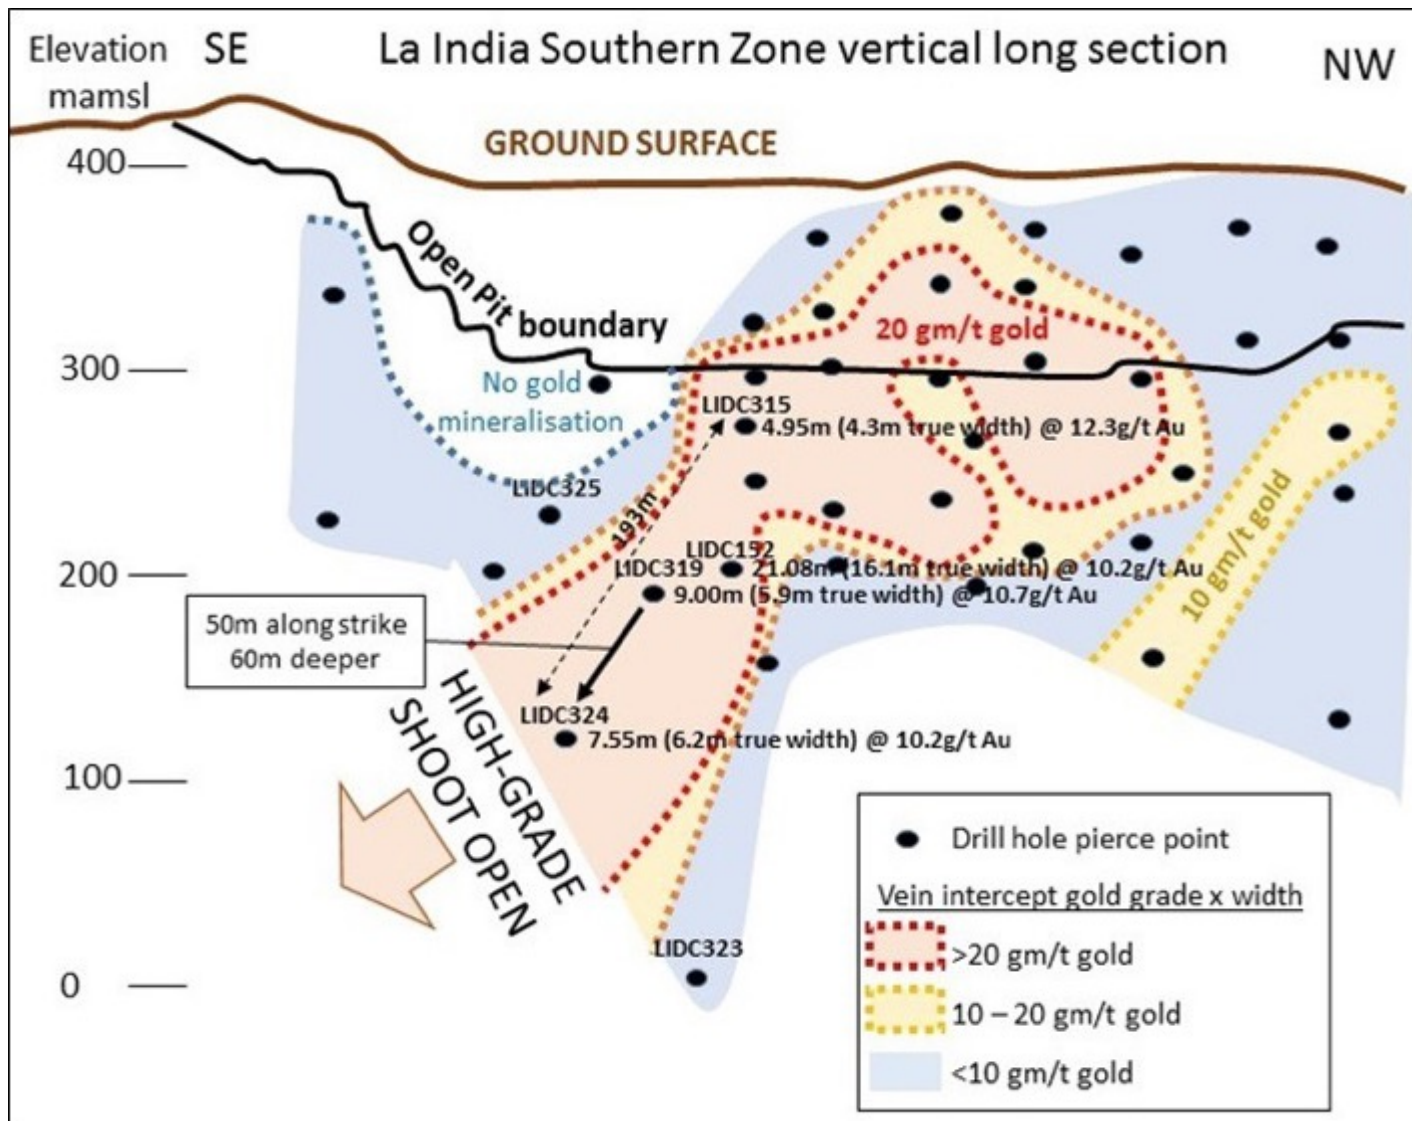 Elevation
mamsl
SE
La India Southern Zone vertical long section
NW
GROUND SURFACE
400
Open Pit boundary
20 gm/t gold
300
No gold
mineralisation
LIDC315
4.95m (4.3m true width) @ 12.3g/t Au
LIDC325
193m
10 gm/t gold
LIDC152
200
LIDC319
21.08m (16.1m true width) @ 10.2g/t Au
9.00m (5.9m true width) @ 10.7g/t Au
50m along strike
60m deeper
HIGH-GRADE
SHOOT OPEN
LIDC324
7.55m (6.2m true width) @ 10.2g/t Au
100
Drill hole pierce point
Vein intercept gold grade x width
>20 gm/t gold
10 – 20 gm/t gold
<10 gm/t gold
LIDC323
0